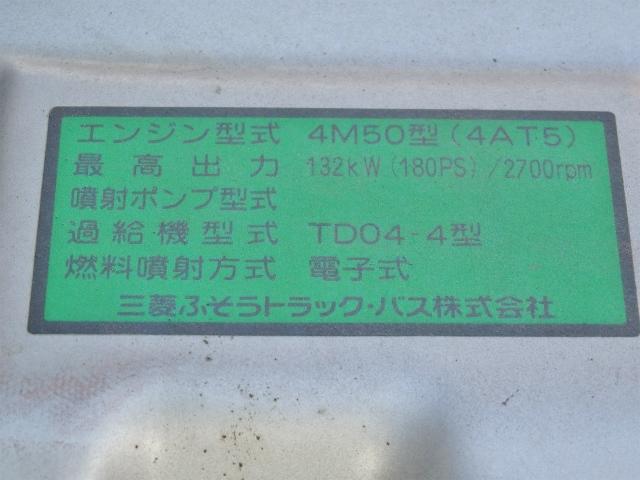 エンジン型式 4M50型(4AT5)
最高出力 132kW(180PS)/2700rpm
噴射ポンプ型式
過給機型式 TD04-4型
燃料噴射方式 電子式
三菱ふそうトラック・バス株式会社